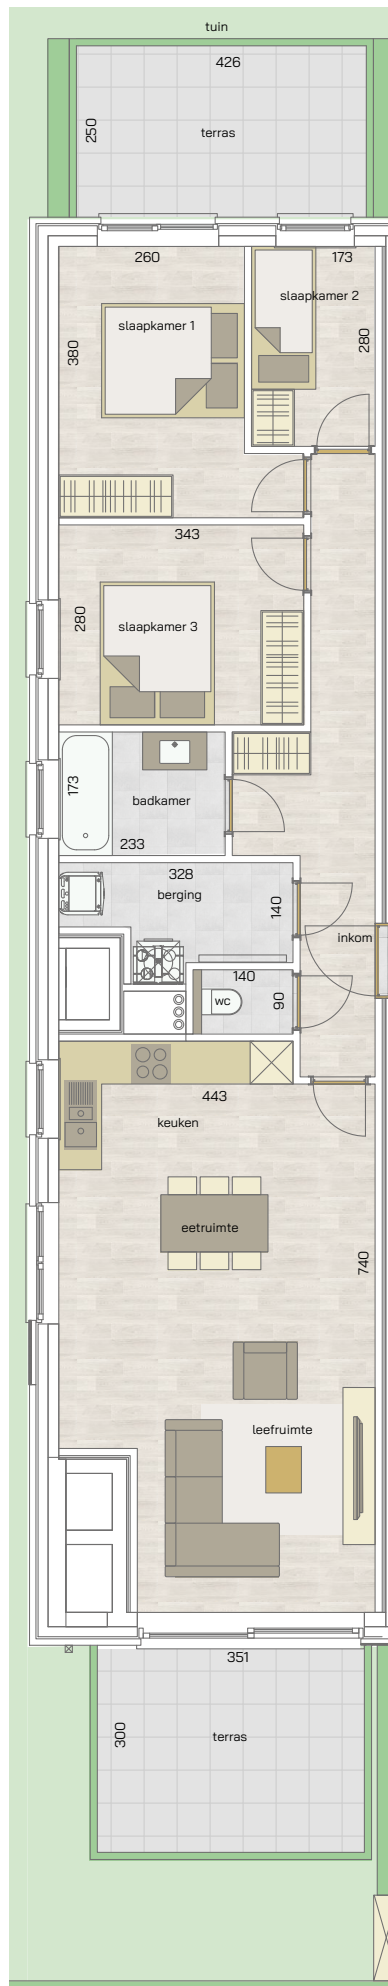 tuin
426
250
terras
260
173
slaapkamer 2
slaapkamer 1
380
280
343
280
slaapkamer 3
173
badkamer
233
328
berging
140
inkom
140
90
WC
443
keuken
eetruimte
740
leefruimte
351
300
terras